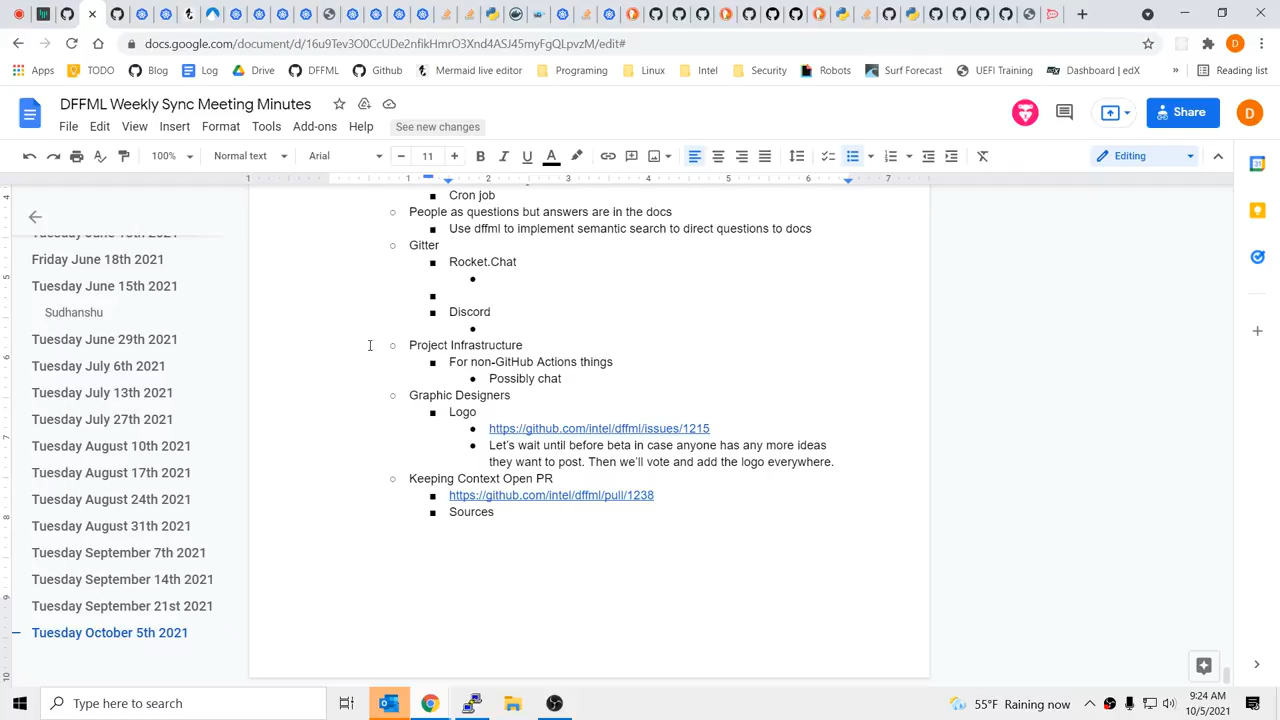 docs.google.com/document/d/16u9Tev3O0CcUDe2nfikHmrO3Xnd4ASJ45myFgQLpvzM/edit#
Apps TODO Blog Log Drive DFFML Github Mermaid live editor Programing Linux Intel Security Robots Surf Forecast UEFI Training Dashboard | edX » Reading list
DFFML Weekly Sync Meeting Minutes
File Edit View Insert Format Tools Add-ons Help See new changes
Share D
100% Normal text Arial 11 Editing
1 1 2 3 4 5 6 7
Cron job
People as questions but answers are in the docs
Use dffml to implement semantic search to direct questions to docs
Gitter
Rocket.Chat
Discord
Project Infrastructure
For non-GitHub Actions things
Possibly chat
Graphic Designers
Logo
https://github.com/intel/dffml/issues/1215
Let's wait until before beta in case anyone has any more ideas
they want to post. Then we'll vote and add the logo everywhere.
Keeping Context Open PR
https://github.com/intel/dffml/pull/1238
Sources
Friday June 18th 2021
Tuesday June 15th 2021
Sudhanshu
Tuesday June 29th 2021
Tuesday July 6th 2021
Tuesday July 13th 2021
Tuesday July 27th 2021
Tuesday August 10th 2021
Tuesday August 17th 2021
Tuesday August 24th 2021
Tuesday August 31th 2021
Tuesday September 7th 2021
Tuesday September 14th 2021
Tuesday September 21st 2021
Tuesday October 5th 2021
Type here to search
55°F Raining now
9:24 AM
10/5/2021